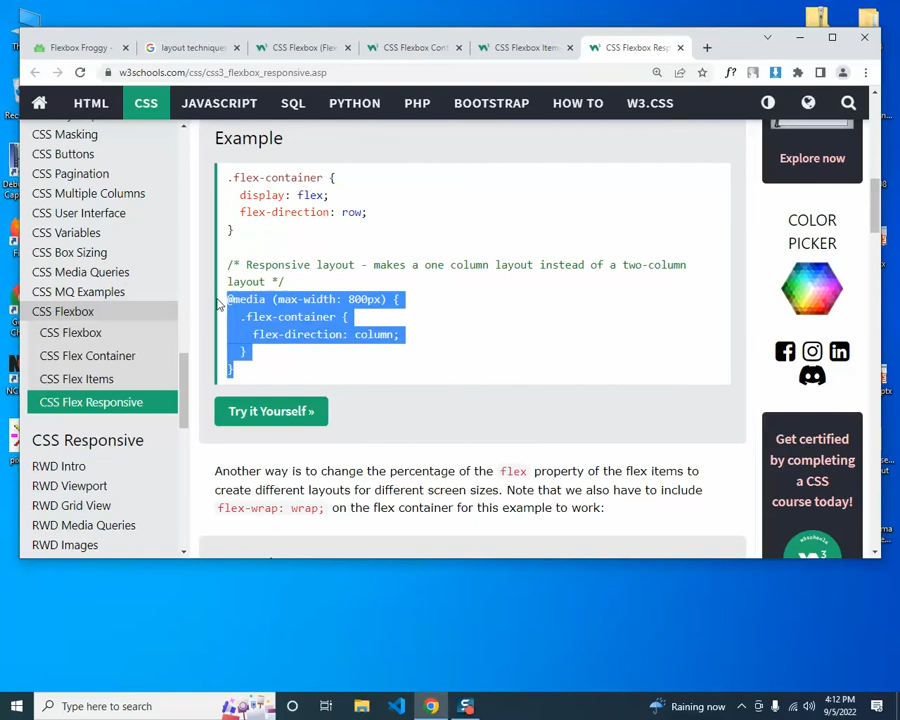 Flexbox Froggy -
layout technique
CSS Flexbox (Flex
CSS Flexbox Con
CSS Flexbox Item
CSS Flexbox Resp
w3schools.com/css/css3_flexbox_responsive.asp
HTML
CSS
JAVASCRIPT
SQL
PYTHON
PHP
BOOTSTRAP
HOW TO
W3.CSS
CSS Masking
CSS Buttons
CSS Pagination
CSS Multiple Columns
CSS User Interface
CSS Variables
CSS Box Sizing
CSS Media Queries
CSS MQ Examples
CSS Flexbox
CSS Flexbox
CSS Flex Container
CSS Flex Items
CSS Flex Responsive
CSS Responsive
RWD Intro
RWD Viewport
RWD Grid View
RWD Media Queries
RWD Images
Example
.flex-container {
display: flex;
flex-direction: row;
}
/* Responsive layout - makes a one column layout instead of a two-column
layout */
@media (max-width: 800px) {
.flex-container {
flex-direction: column;
}
}
Try it Yourself »
Another way is to change the percentage of the flex property of the flex items to
create different layouts for different screen sizes. Note that we also have to include
flex-wrap: wrap; on the flex container for this example to work:
Explore now
COLOR
PICKER
Get certified
by completing
a CSS
course today!
w3schools
Type here to search
Raining now
4:12 PM
9/5/2022